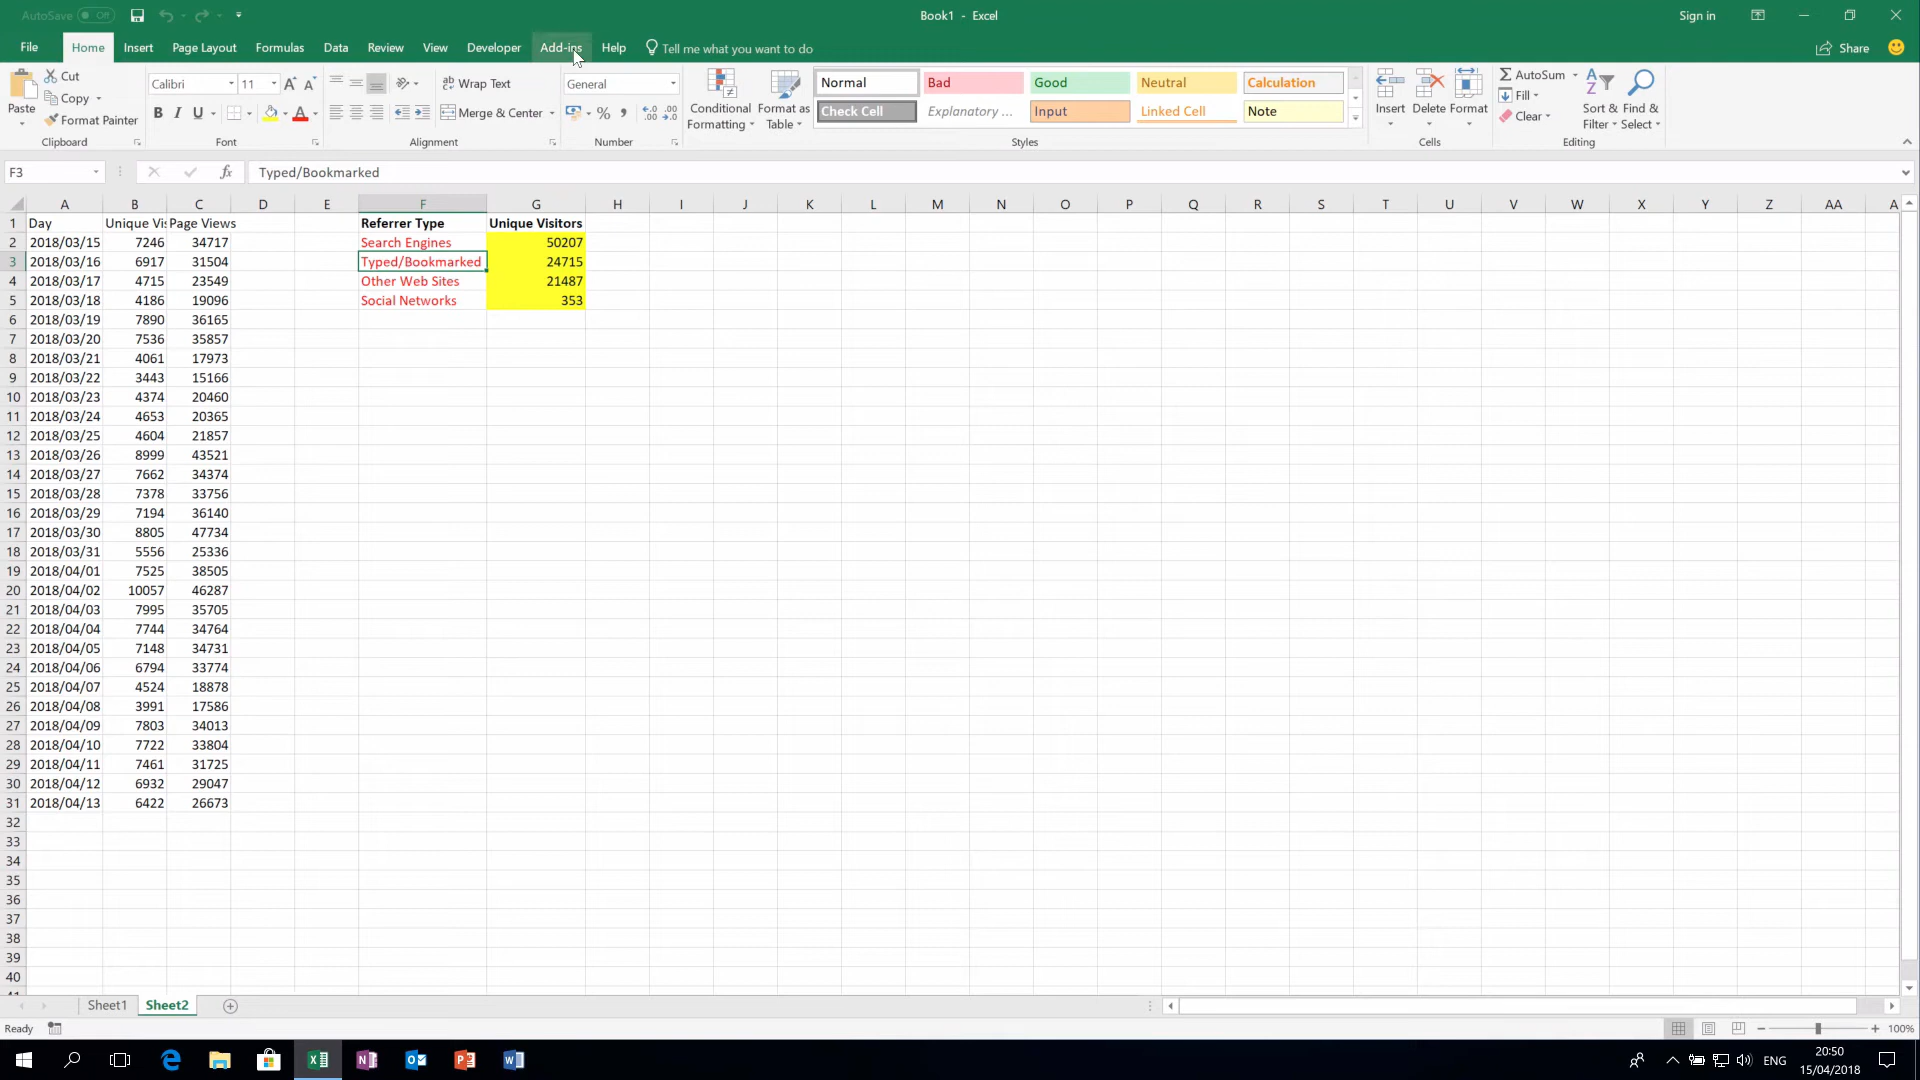 AutoSave Off
Book1 - Excel
Sign in
File Home Insert Page Layout Formulas Data Review View Developer Add-ins Help Tell me what you want to do Share
Paste
Cut
Copy
Format Painter
Clipboard
Calibri 11
B I U
Font
Wrap Text
Merge & Center
Alignment
General
Number
Conditional Formatting
Format as Table
Normal Bad Good Neutral Calculation
Check Cell Explanatory ... Input Linked Cell Note
Styles
Insert Delete Format
Cells
AutoSum
Fill
Clear
Sort & Filter
Find & Select
Editing
F3 fx Typed/Bookmarked
A B C D E F G H I J K L M N O P Q R S T U V W X Y Z AA A
1 Day Unique Vis Page Views Referrer Type Unique Visitors
2 2018/03/15 7246 34717 Search Engines 50207
3 2018/03/16 6917 31504 Typed/Bookmarked 24715
4 2018/03/17 4715 23549 Other Web Sites 21487
5 2018/03/18 4186 19096 Social Networks 353
6 2018/03/19 7890 36165
7 2018/03/20 7536 35857
8 2018/03/21 4061 17973
9 2018/03/22 3443 15166
10 2018/03/23 4374 20460
11 2018/03/24 4653 20365
12 2018/03/25 4604 21857
13 2018/03/26 8999 43521
14 2018/03/27 7662 34374
15 2018/03/28 7378 33756
16 2018/03/29 7194 36140
17 2018/03/30 8805 47734
18 2018/03/31 5556 25336
19 2018/04/01 7525 38505
20 2018/04/02 10057 46287
21 2018/04/03 7995 35705
22 2018/04/04 7744 34764
23 2018/04/05 7148 34731
24 2018/04/06 6794 33774
25 2018/04/07 4524 18878
26 2018/04/08 3991 17586
27 2018/04/09 7803 34013
28 2018/04/10 7722 33804
29 2018/04/11 7461 31725
30 2018/04/12 6932 29047
31 2018/04/13 6422 26673
32
33
34
35
36
37
38
39
40
41
Sheet1 Sheet2
Ready
100%
ENG
20:50
15/04/2018